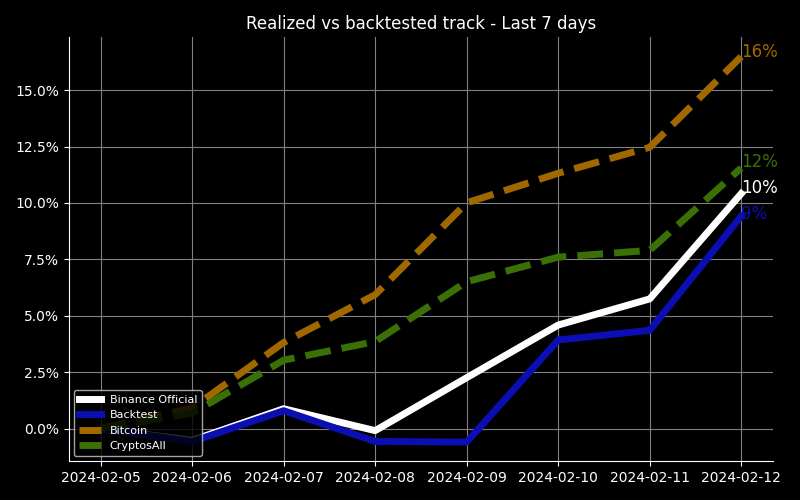 Realized vs backtested track - Last 7 days
16%
15.0%
12.5%
12%
10%
10.0%
9%
7.5%
5.0%
2.5%
0.0%
Binance Official
Backtest
Bitcoin
CryptosAll
2024-02-05 2024-02-06 2024-02-07 2024-02-08 2024-02-09 2024-02-10 2024-02-11 2024-02-12